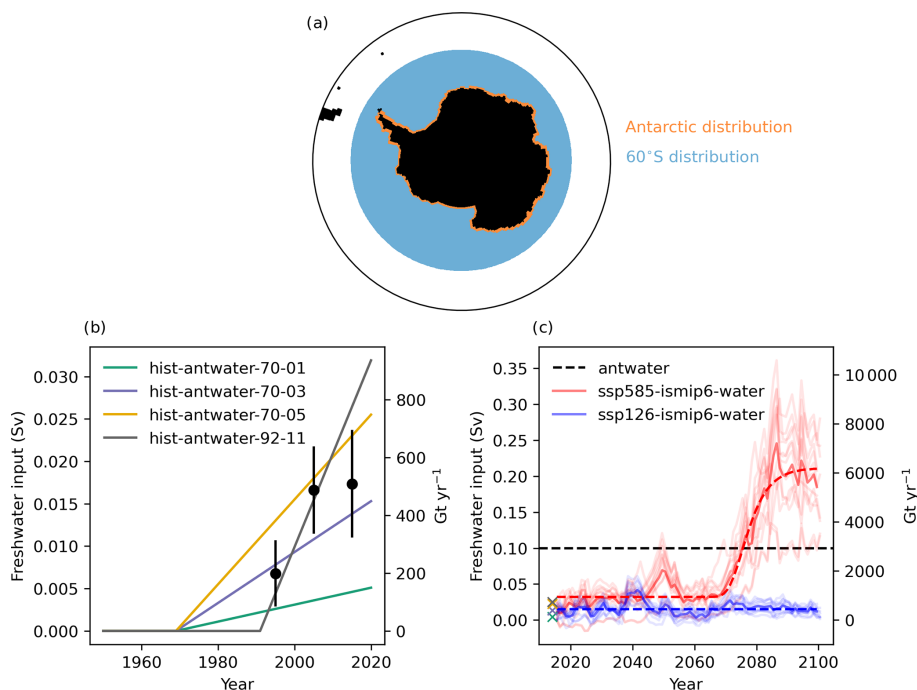 (a)
Antarctic distribution
60°S distribution
(b)
hist-antwater-70-01
hist-antwater-70-03
hist-antwater-70-05
hist-antwater-92-11
0.030
0.025
0.020
0.015
0.010
0.005
0.000
Freshwater input (Sv)
800
600
400
200
0
Gt yr⁻¹
1960
1980
2000
2020
Year
(c)
antwater
ssp585-ismip6-water
ssp126-ismip6-water
0.35
0.30
0.25
0.20
0.15
0.10
0.05
0.00
Freshwater input (Sv)
10 000
8000
6000
4000
2000
0
Gt yr⁻¹
2020
2040
2060
2080
2100
Year